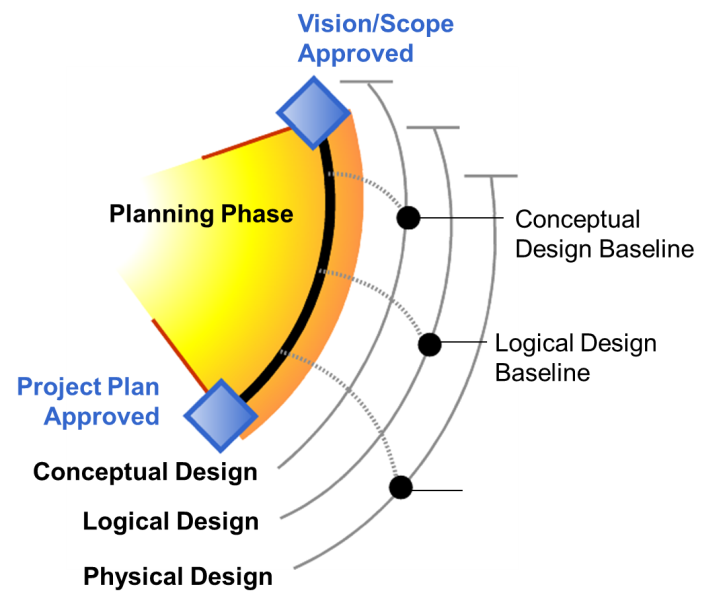 Vision/Scope
Approved
Planning Phase
Conceptual
Design Baseline
Logical Design
Baseline
Project Plan
Approved
Conceptual Design
Logical Design
Physical Design